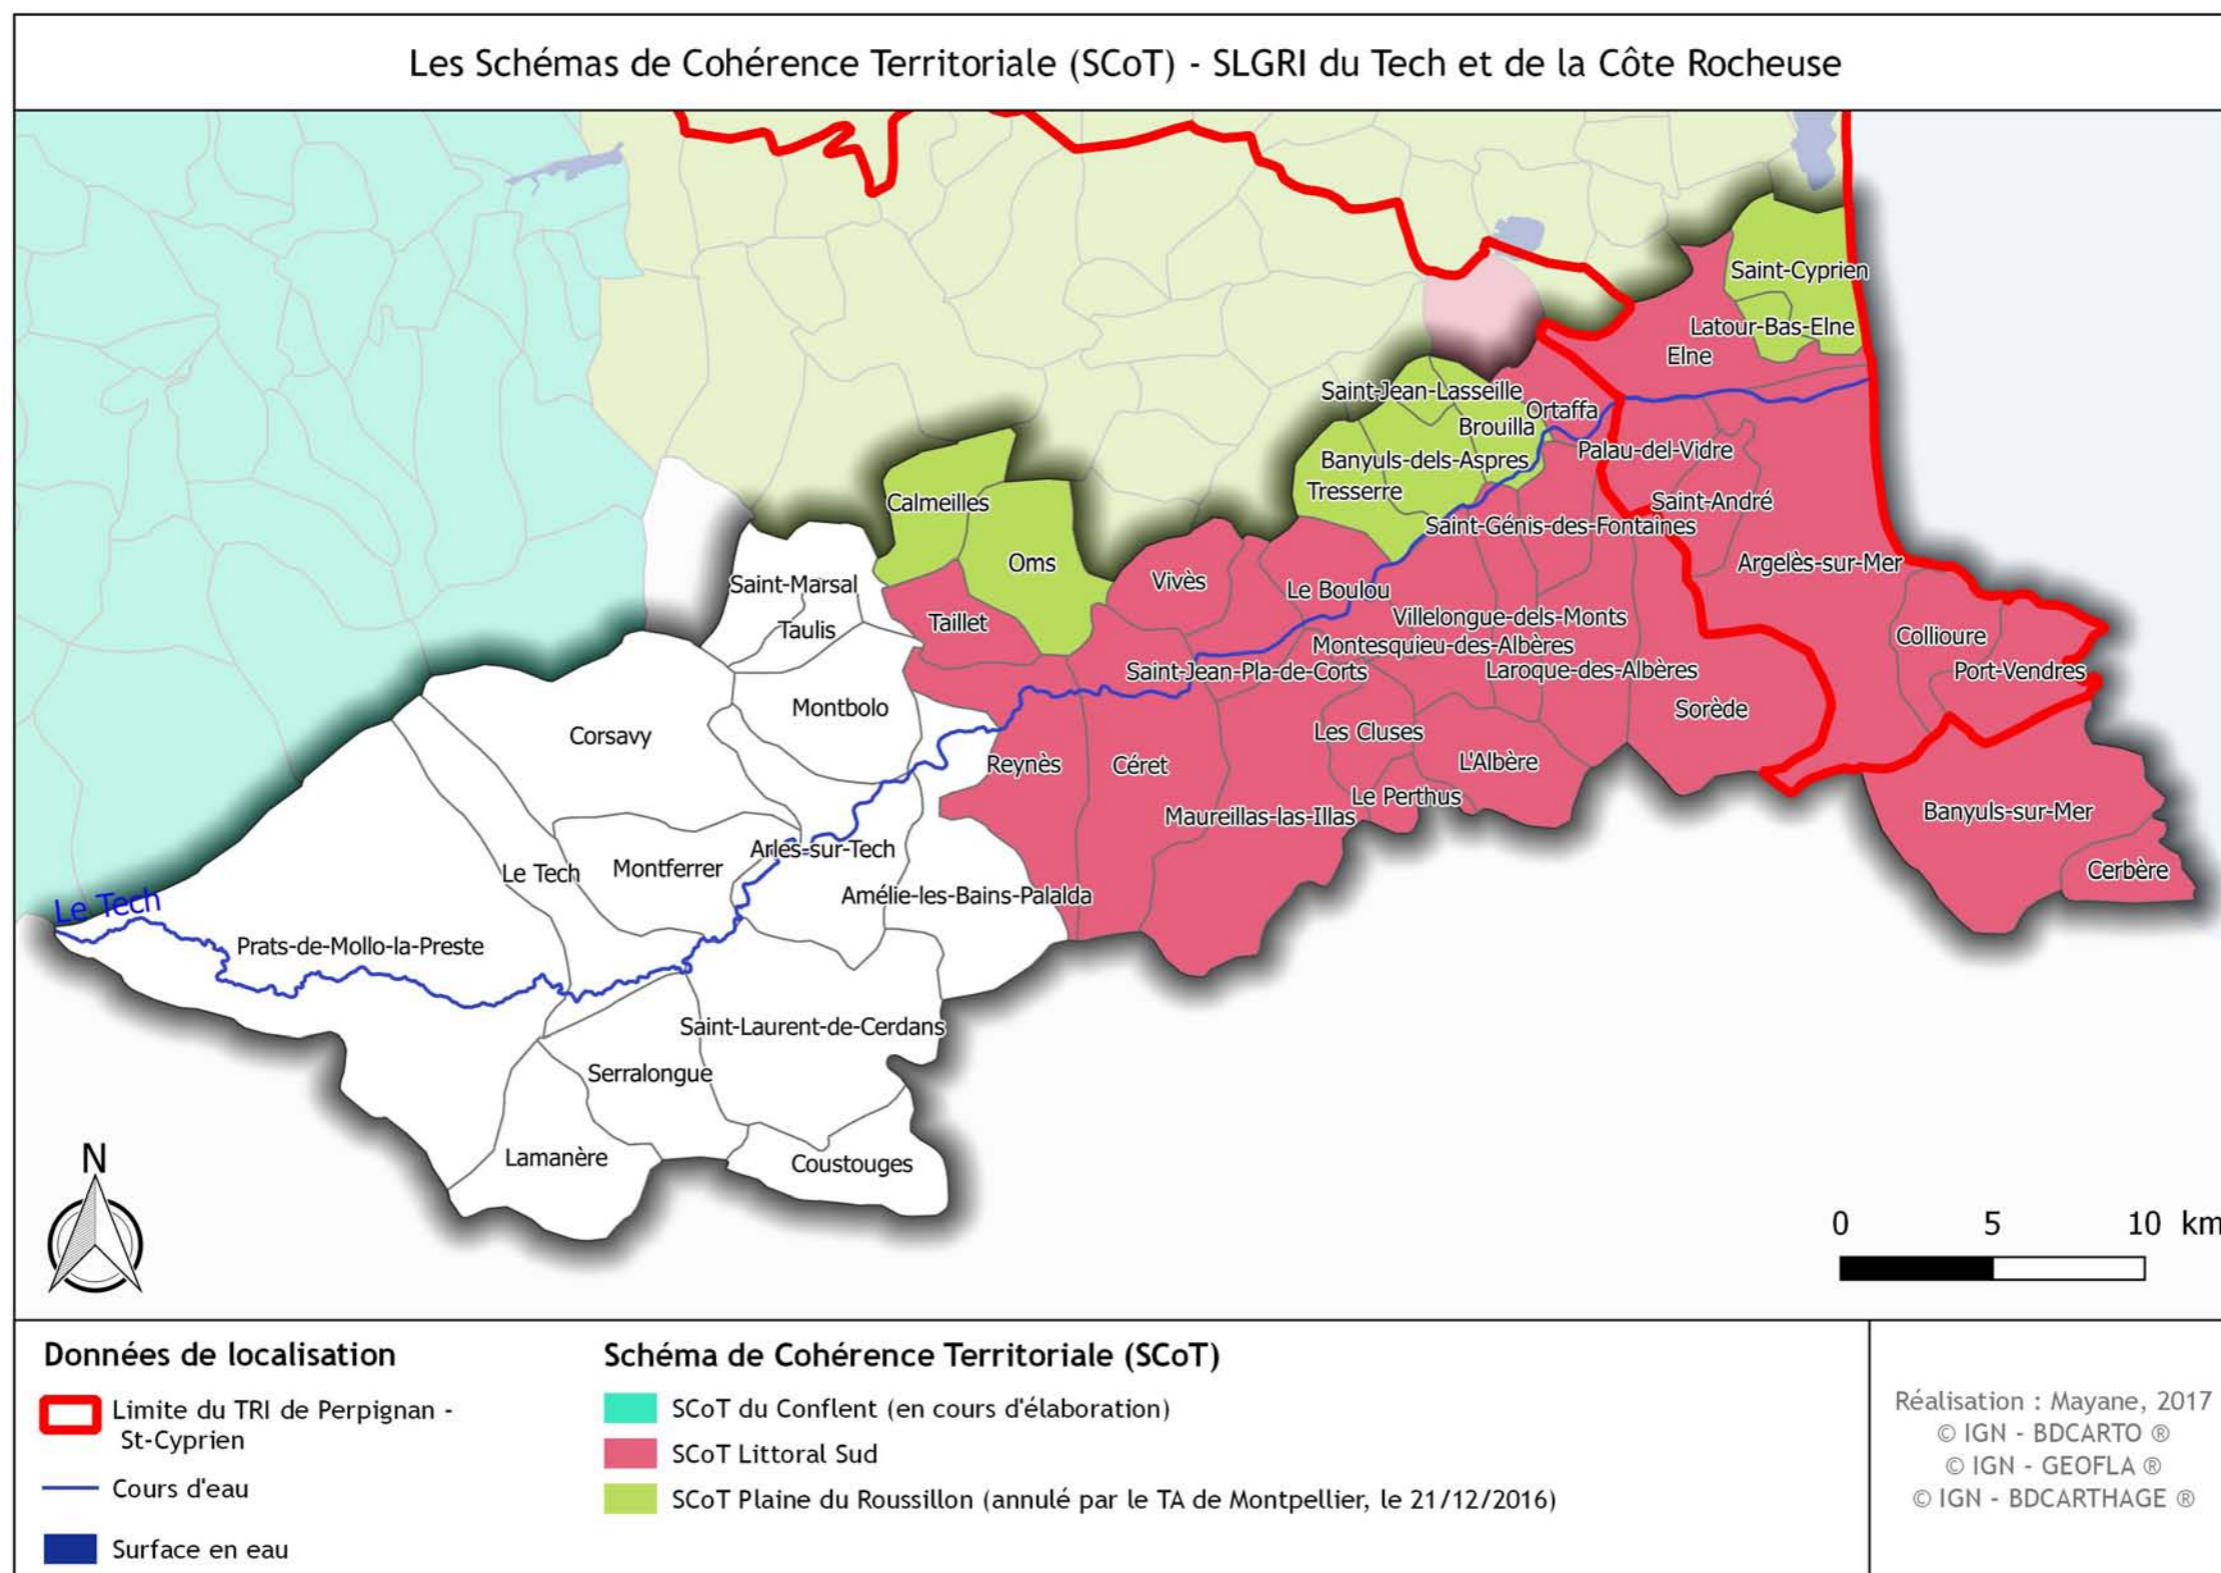 Les Schémas de Cohérence Territoriale (SCoT) - SLGRI du Tech et de la Côte Rocheuse
Saint-Cyprien
Latour-Bas-Elne
Elne
Saint-Jean-Lasseille
Ortaffa
Brouilla
Palau-del-Vidre
Banyuls-dels-Aspres
Tresserre
Saint-André
Calmeilles
Saint-Génis-des-Fontaines
Oms
Argelès-sur-Mer
Vivès
Saint-Marsal
Le Boulou
Taillet
Villelongue-dels-Monts
Taulis
Collioure
Montesquieu-des-Albères
Saint-Jean-Pla-de-Corts
Laroque-des-Albères
Port-Vendres
Montbolo
Sorède
Corsavy
Les Cluses
Reynès
Céret
L'Albère
Le Perthus
Maureillas-las-Illas
Banyuls-sur-Mer
Arles-sur-Tech
Le Tech
Montferrer
Cerbère
Amélie-les-Bains-Palalda
Le Tech
Prats-de-Mollo-la-Preste
Saint-Laurent-de-Cerdans
Serralongue
Lamanère
Coustouges
N
0 5 10 km
Données de localisation
Limite du TRI de Perpignan -
St-Cyprien
Cours d'eau
Surface en eau
Schéma de Cohérence Territoriale (SCoT)
SCoT du Conflent (en cours d'élaboration)
SCoT Littoral Sud
SCoT Plaine du Roussillon (annulé par le TA de Montpellier, le 21/12/2016)
Réalisation : Mayane, 2017
© IGN - BDCARTO ®
© IGN - GEOFLA ®
© IGN - BDCARTHAGE ®